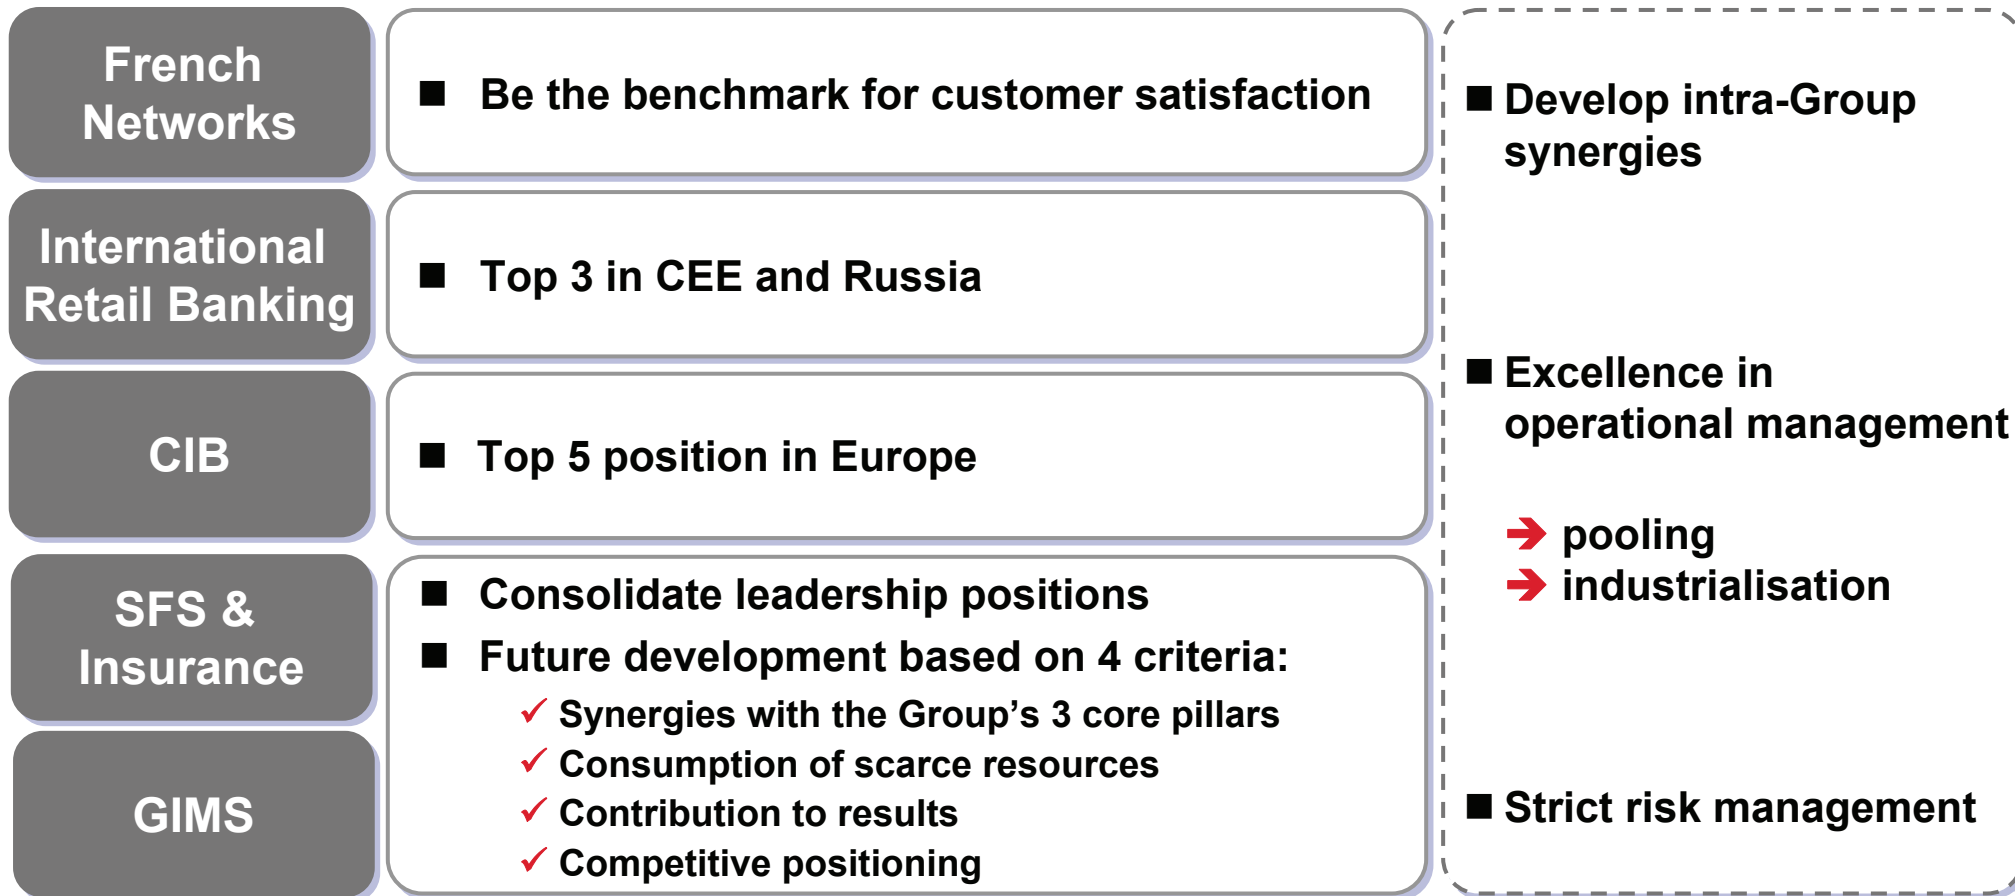 French
Networks
■ Be the benchmark for customer satisfaction
International
Retail Banking
■ Top 3 in CEE and Russia
CIB
■ Top 5 position in Europe
SFS &
Insurance
GIMS
■ Consolidate leadership positions
■ Future development based on 4 criteria:
✓ Synergies with the Group’s 3 core pillars
✓ Consumption of scarce resources
✓ Contribution to results
✓ Competitive positioning
■ Develop intra-Group
synergies
■ Excellence in
operational management
➔ pooling
➔ industrialisation
■ Strict risk management